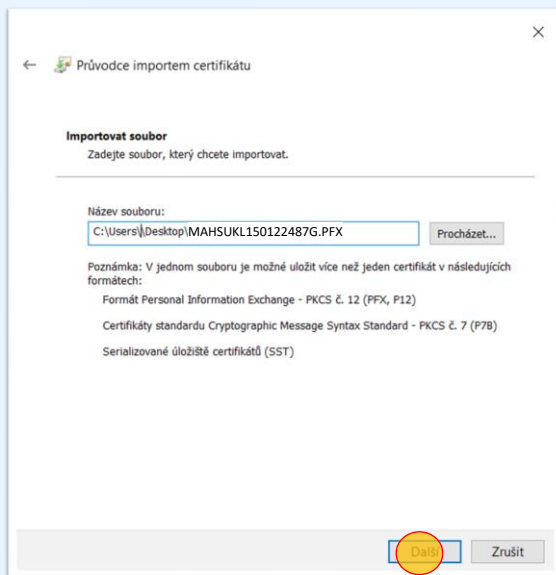 Průvodce importem certifikátu
Importovat soubor
Zadejte soubor, který chcete importovat.
Název souboru:
C:\Users\\Desktop\MAHSUKL150122487G.PFX
Procházet...
Poznámka: V jednom souboru je možné uložit více než jeden certifikát v následujících
formátech:
Formát Personal Information Exchange - PKCS č. 12 (PFX, P12)
Certifikáty standardu Cryptographic Message Syntax Standard - PKCS č. 7 (P7B)
Serializované úložiště certifikátů (SST)
Další
Zrušit